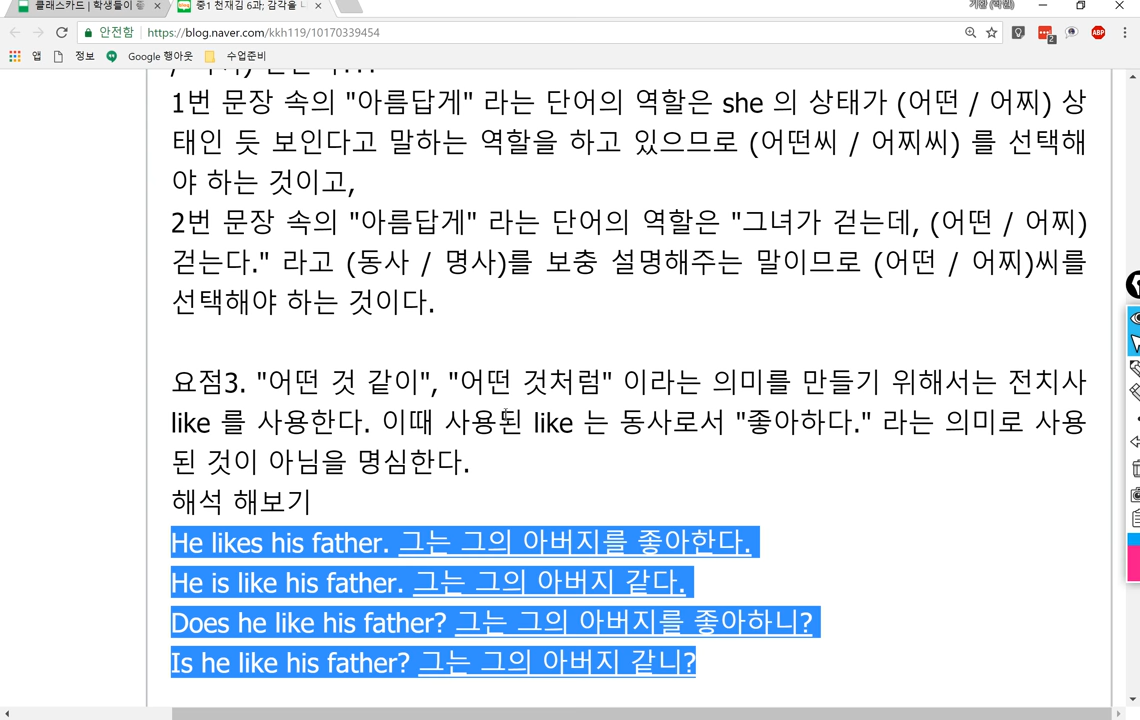 클래스카드 | 학생들이 좋
중1 천재김 6과; 감각을 나
안전함 | https://blog.naver.com/kkh119/10170339454
앱 정보 Google 행아웃 수업준비
1번 문장 속의 "아름답게" 라는 단어의 역할은 she 의 상태가 (어떤 / 어찌) 상
태인 듯 보인다고 말하는 역할을 하고 있으므로 (어떤씨 / 어찌씨) 를 선택해
야 하는 것이고,
2번 문장 속의 "아름답게" 라는 단어의 역할은 "그녀가 걷는데, (어떤 / 어찌)
걷는다." 라고 (동사 / 명사)를 보충 설명해주는 말이므로 (어떤 / 어찌)씨를
선택해야 하는 것이다.
요점3. "어떤 것 같이", "어떤 것처럼" 이라는 의미를 만들기 위해서는 전치사
like 를 사용한다. 이때 사용된 like 는 동사로서 "좋아하다." 라는 의미로 사용
된 것이 아님을 명심한다.
해석 해보기
He likes his father. 그는 그의 아버지를 좋아한다.
He is like his father. 그는 그의 아버지 같다.
Does he like his father? 그는 그의 아버지를 좋아하니?
Is he like his father? 그는 그의 아버지 같니?
2
ABP